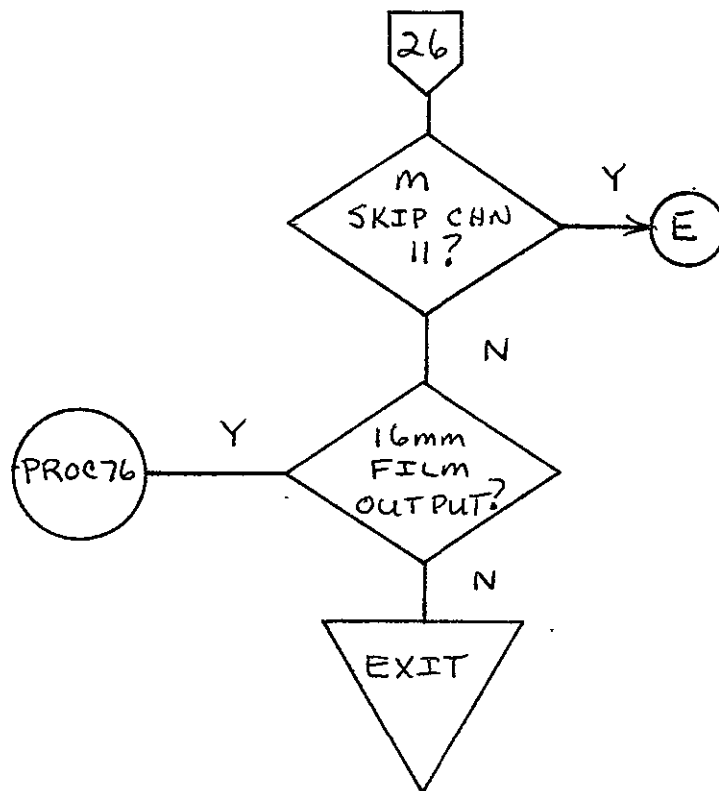 26
M
SKIP CHN
11?
Y
E
N
16mm
FILM
OUTPUT?
Y
PROC76
N
EXIT